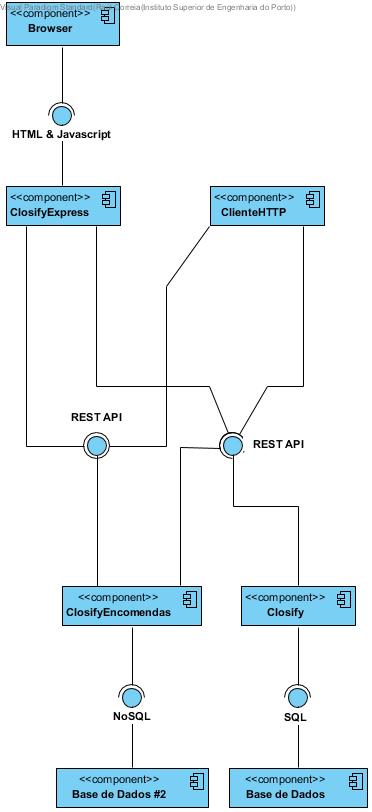 Visual Paradigm Standard(Raúl Correia(Instituto Superior de Engenharia do Porto))
<<component>>
Browser
HTML & Javascript
<<component>>
ClosifyExpress
<<component>>
ClienteHTTP
REST API
REST API
<<component>>
ClosifyEncomendas
<<component>>
Closify
NoSQL
SQL
<<component>>
Base de Dados #2
<<component>>
Base de Dados